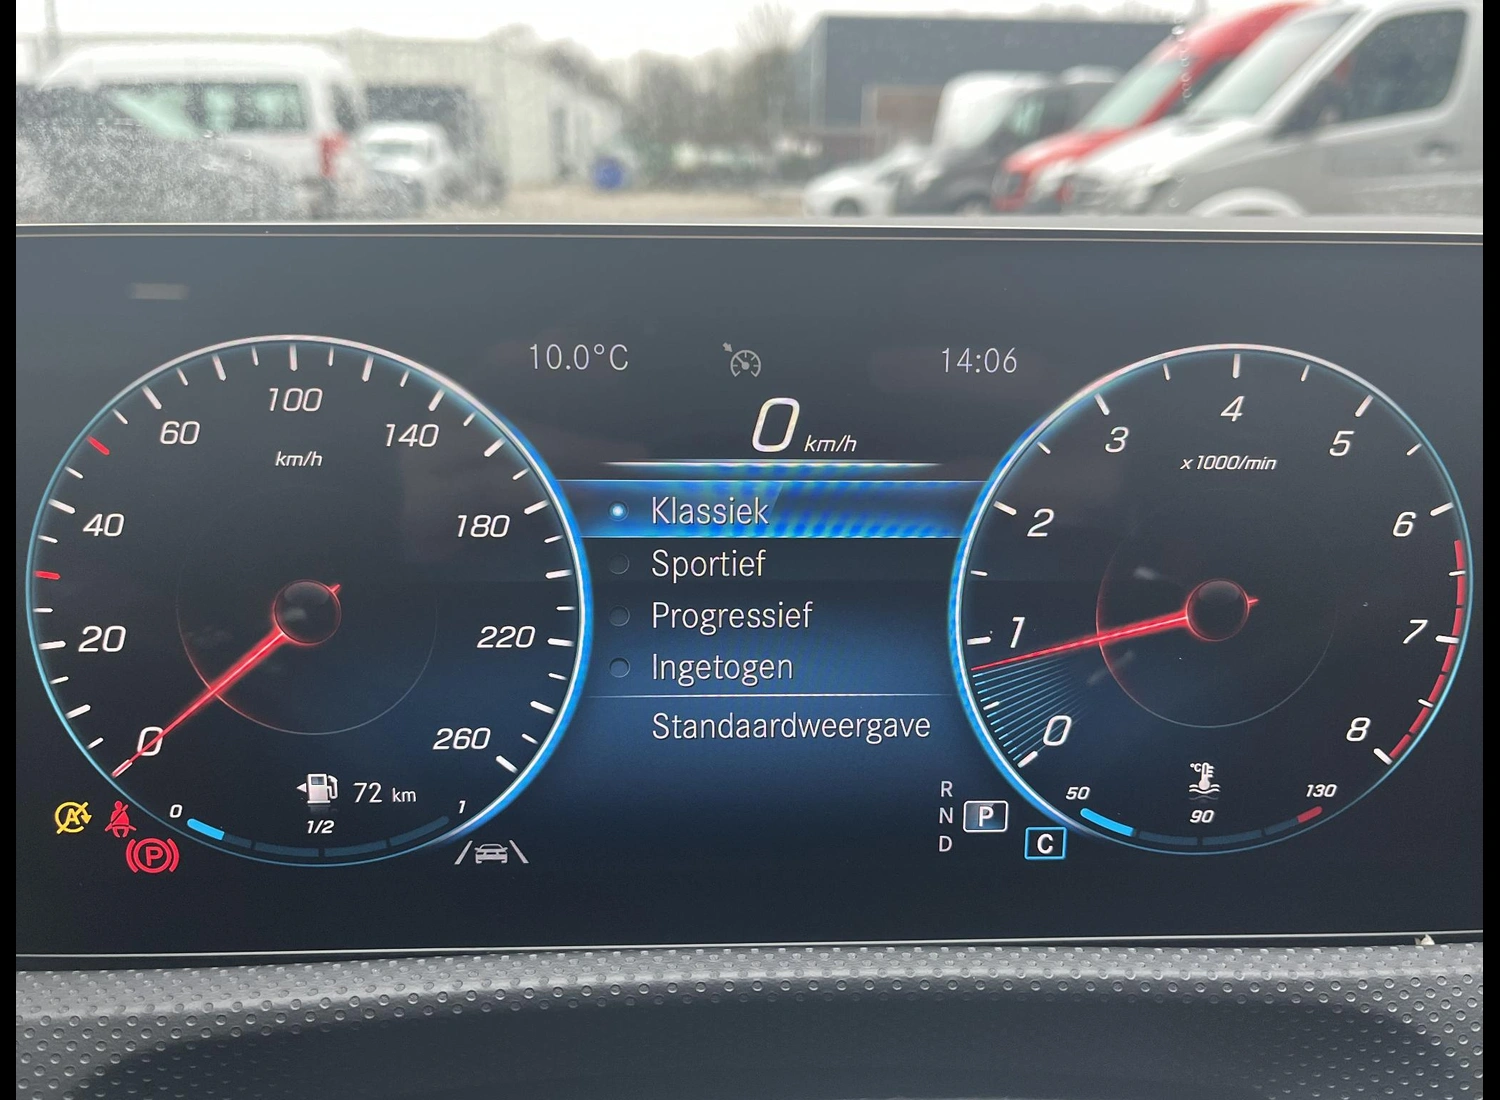 10.0°C
14:06
0 km/h
Klassiek
Sportief
Progressief
Ingetogen
Standaardweergave
0
20
40
60
100
140
180
220
260
km/h
72 km
0
1/2
1
A
P
0
1
2
3
4
5
6
7
8
x1000/min
R
N
D
P
C
°C
50
90
130